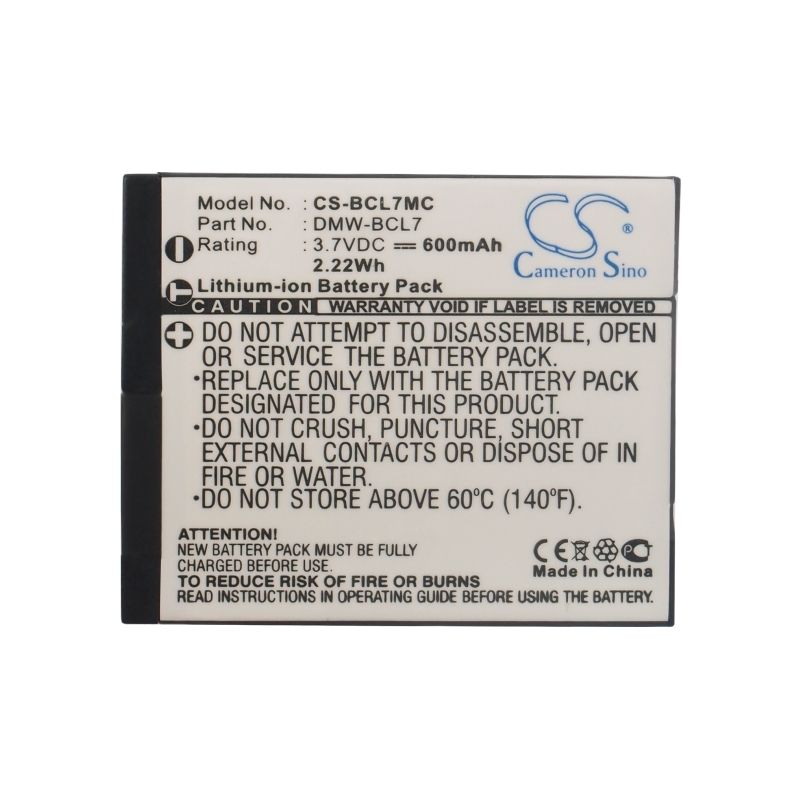 Model No. : CS-BCL7MC
Part No. : DMW-BCL7
Rating : 3.7VDC ⎓ 600mAh
2.22Wh
Lithium-ion Battery Pack
CS ®
Cameron Sino
CAUTION WARRANTY VOID IF LABEL IS REMOVED
•DO NOT ATTEMPT TO DISASSEMBLE, OPEN
OR SERVICE THE BATTERY PACK.
•REPLACE ONLY WITH THE BATTERY PACK
DESIGNATED FOR THIS PRODUCT.
•DO NOT CRUSH, PUNCTURE, SHORT
EXTERNAL CONTACTS OR DISPOSE OF IN
FIRE OR WATER.
•DO NOT STORE ABOVE 60°C (140°F).
ATTENTION!
NEW BATTERY PACK MUST BE FULLY
CHARGED BEFORE USE.
TO REDUCE RISK OF FIRE OR BURNS
READ INSTRUCTIONS IN OPERATING GUIDE BEFORE USING THE BATTERY.
CE
Made In China